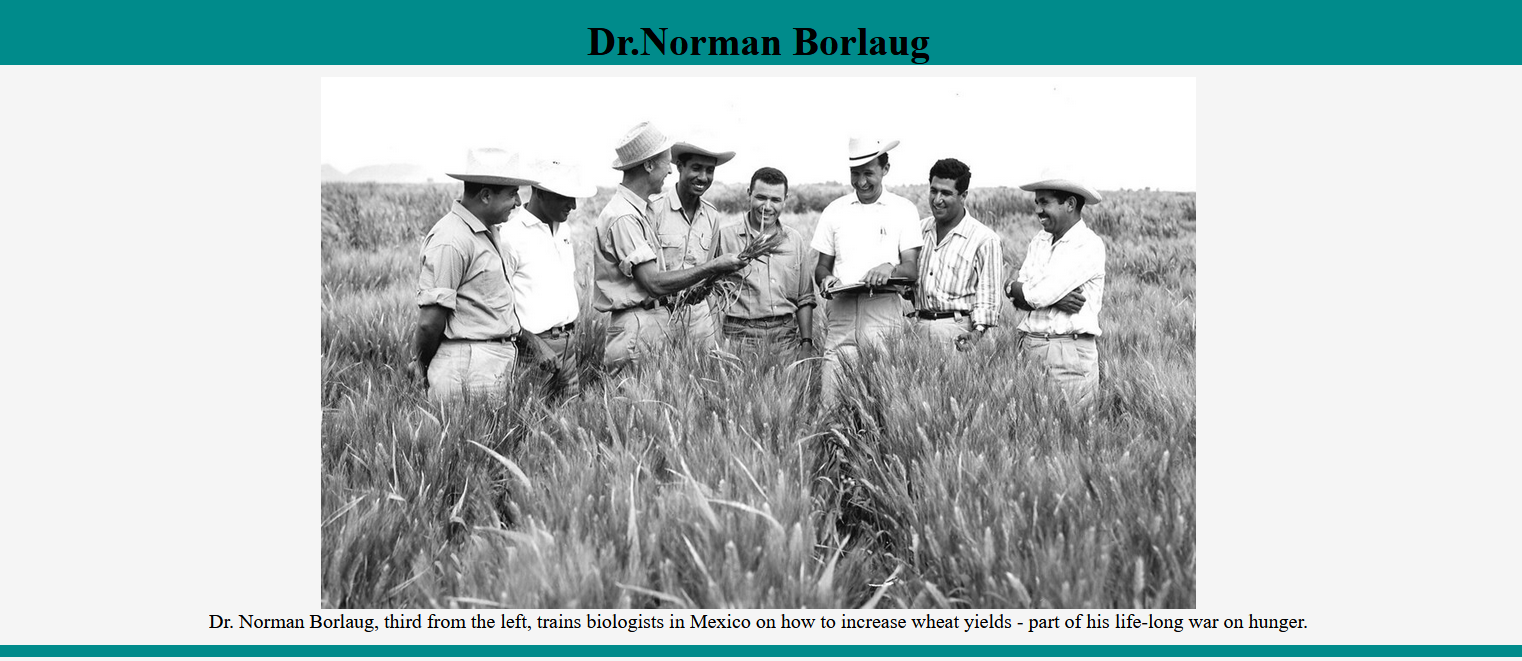 Dr.Norman Borlaug
Dr. Norman Borlaug, third from the left, trains biologists in Mexico on how to increase wheat yields - part of his life-long war on hunger.